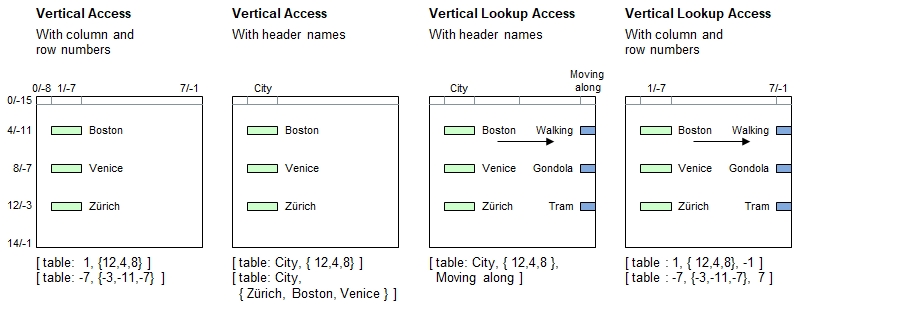 Vertical Access
With column and
row numbers
0/-8 1/-7 7/-1
0/-15
4/-11 Boston
8/-7 Venice
12/-3 Zürich
14/-1
[ table:  1, {12,4,8} ]
[ table: -7, {-3,-11,-7} ]
Vertical Access
With header names
City
Boston
Venice
Zürich
[ table: City, { 12,4,8} ]
[ table: City,
{ Zürich, Boston, Venice } ]
Vertical Lookup Access
With header names
Moving
along
City
Boston Walking
Venice Gondola
Zürich Tram
[ table: City, { 12,4,8 },
Moving along ]
Vertical Lookup Access
With column and
row numbers
1/-7 7/-1
Boston Walking
Venice Gondola
Zürich Tram
[ table : 1, { 12,4,8}, -1 ]
[ table : -7, {-3,-11,-7},  7 ]